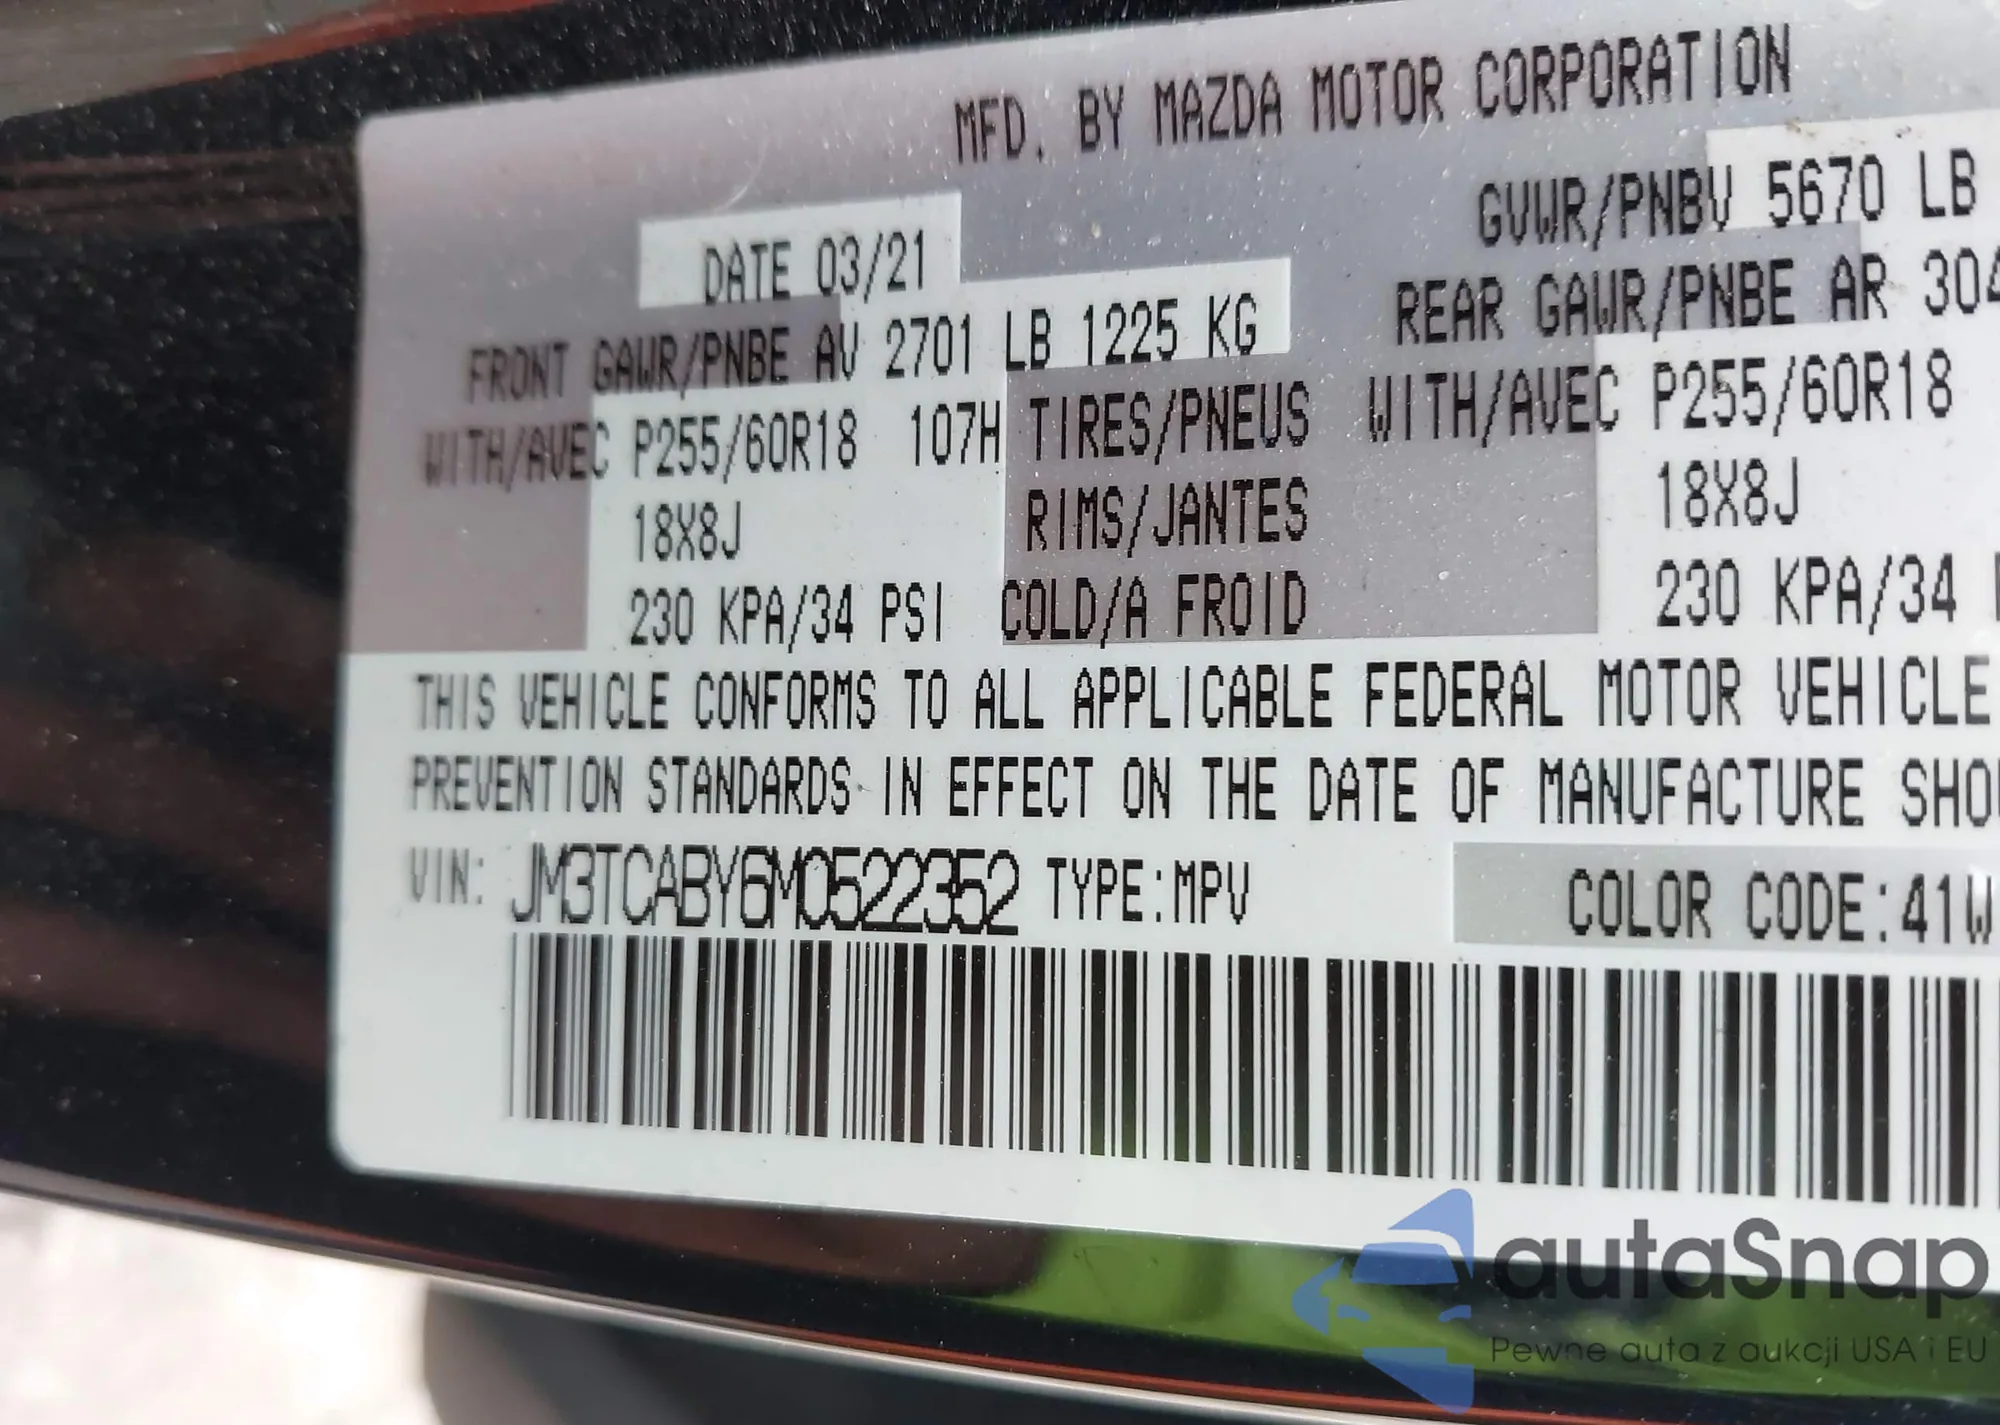 MFD. BY MAZDA MOTOR CORPORATION
DATE 03/21 GVWR/PNBV 5670 LB
FRONT GAWR/PNBE AV 2701 LB 1225 KG REAR GAWR/PNBE AR 304
WITH/AVEC P255/60R18 107H TIRES/PNEUS WITH/AVEC P255/60R18
18X8J RIMS/JANTES 18X8J
230 KPA/34 PSI COLD/A FROID 230 KPA/34
THIS VEHICLE CONFORMS TO ALL APPLICABLE FEDERAL MOTOR VEHICLE
PREVENTION STANDARDS IN EFFECT ON THE DATE OF MANUFACTURE SHO
VIN: JM3TCABY6M0522352 TYPE:MPV COLOR CODE:41W
autaSnap
Pewne auta z aukcji USA i EU